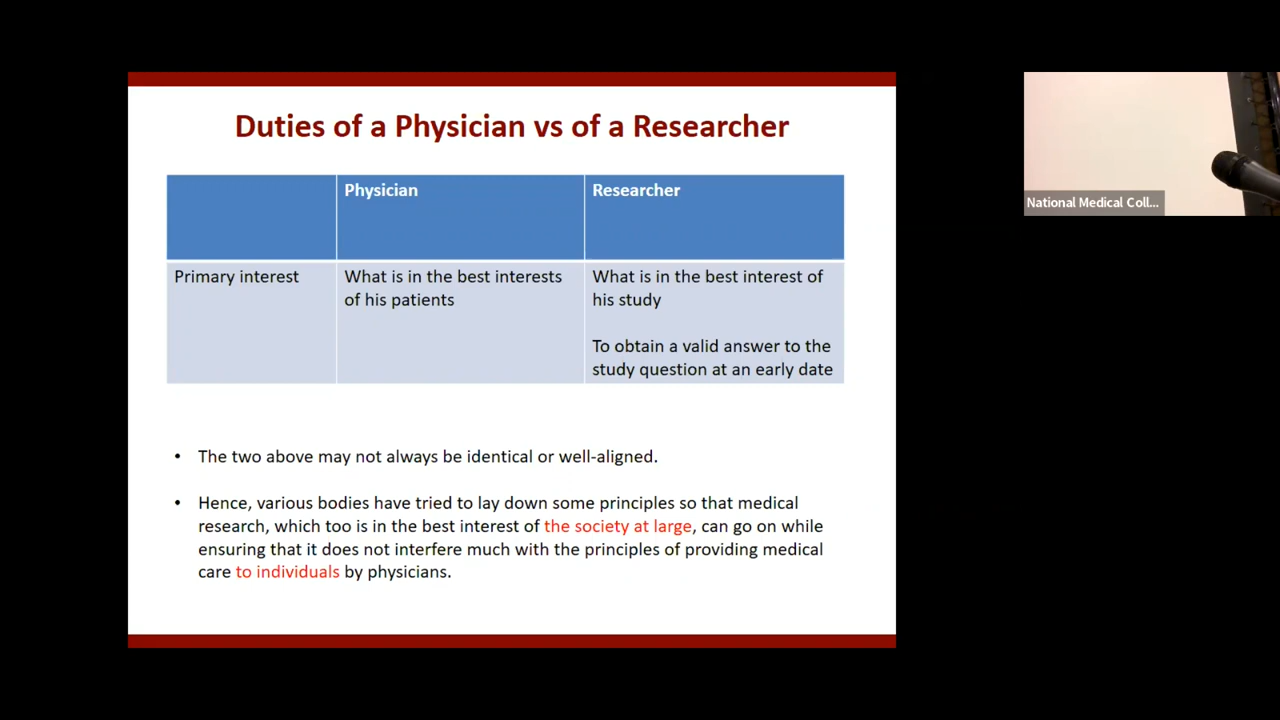 Duties of a Physician vs of a Researcher
Physician
Researcher
Primary interest
What is in the best interests
of his patients
What is in the best interest of
his study
To obtain a valid answer to the
study question at an early date
• The two above may not always be identical or well-aligned.
• Hence, various bodies have tried to lay down some principles so that medical
research, which too is in the best interest of the society at large, can go on while
ensuring that it does not interfere much with the principles of providing medical
care to individuals by physicians.
National Medical Coll...